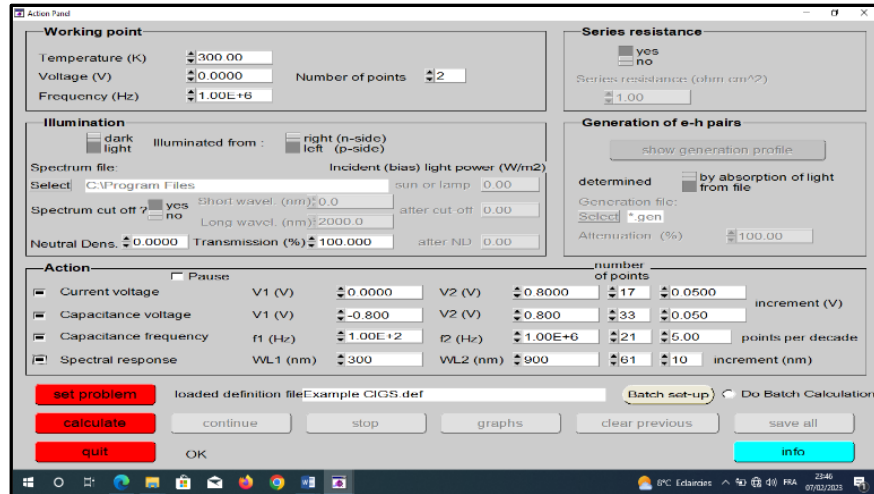 Action Panel
Working point
Temperature (K) 300.00
Voltage (V) 0.0000 Number of points 2
Frequency (Hz) 1.00E+6
Series resistance
yes
no
Series resistance (ohm cm^2)
1.00
Illumination
dark
light
Illuminated from :
right (n-side)
left (p-side)
Spectrum file: Incident (bias) light power (W/m2)
Select C:\Program Files sun or lamp 0.00
Spectrum cut off ? yes
no
Short wavel. (nm) 0.0
Long wavel. (nm) 2000.0
after cut-off 0.00
Neutral Dens. 0.0000 Transmission (%) 100.000 after ND 0.00
Generation of e-h pairs
show generation profile
determined
by absorption of light
from file
Generation file:
Select *.gen
Attenuation (%) 100.00
Action
Pause
number
of points
Current voltage V1 (V) 0.0000 V2 (V) 0.8000 17 0.0500
increment (V)
Capacitance voltage V1 (V) -0.800 V2 (V) 0.800 33 0.050
Capacitance frequency f1 (Hz) 1.00E+2 f2 (Hz) 1.00E+6 21 5.00 points per decade
Spectral response WL1 (nm) 300 WL2 (nm) 900 61 10 increment (nm)
set problem loaded definition file Example CIGS.def Batch set-up Do Batch Calculation
calculate continue stop graphs clear previous save all
quit OK info
8°C Eclaircies FRA 23:46
07/02/2023